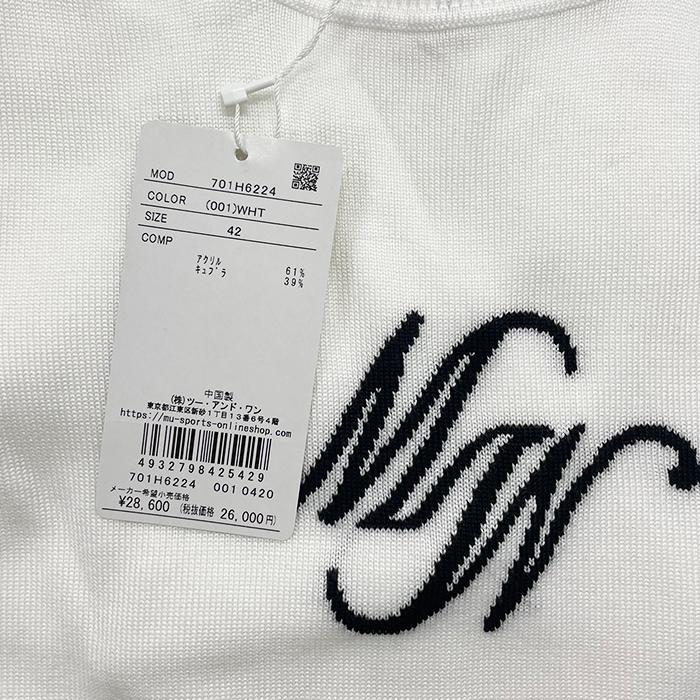 MOD 701H6224
COLOR (001)WHT
SIZE 42
COMP
アクリル 61%
キュプラ 39%
中国製
(株)ツー・アンド・ワン
東京都江東区新砂1丁目13番6号4階
https://mu-sports-onlineshop.com
4932798425429
701H6224 001 0420
メーカー希望小売価格
¥28,600 (税抜価格 26,000円)